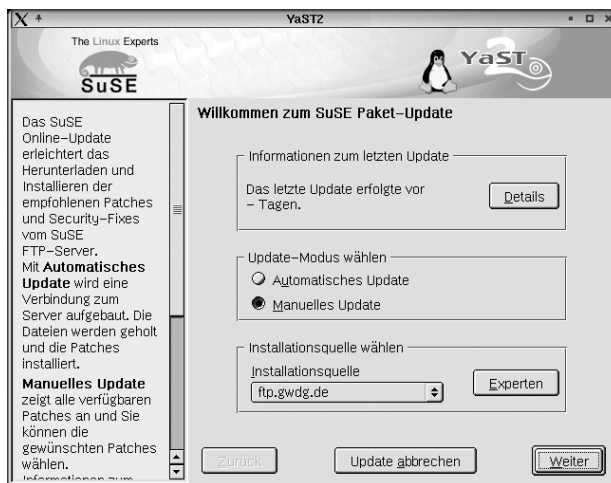 YaST2
The Linux Experts
SuSE
YaST
2
Das SuSE
Online-Update
erleichtert das
Herunterladen und
Installieren der
empfohlenen Patches
und Security-Fixes
vom SuSE
FTP-Server.
Mit Automatisches
Update wird eine
Verbindung zum
Server aufgebaut. Die
Dateien werden geholt
und die Patches
installiert.
Manuelles Update
zeigt alle verfügbaren
Patches an und Sie
können die
gewünschten Patches
wählen.
Informationen zum
Willkommen zum SuSE Paket-Update
Informationen zum letzten Update
Das letzte Update erfolgte vor
- Tagen.
Details
Update-Modus wählen
Automatisches Update
Manuelles Update
Installationsquelle wählen
Installationsquelle
ftp.gwdg.de
Experten
Zurück
Update abbrechen
Weiter